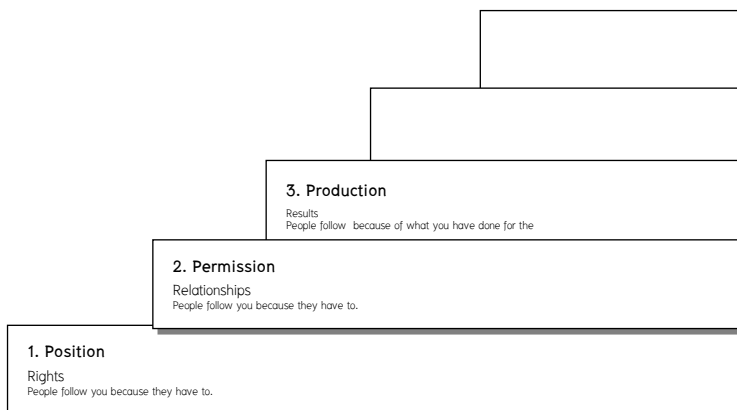 3. Production
Results
People follow  because of what you have done for the
2. Permission
Relationships
People follow you because they have to.
1. Position
Rights
People follow you because they have to.